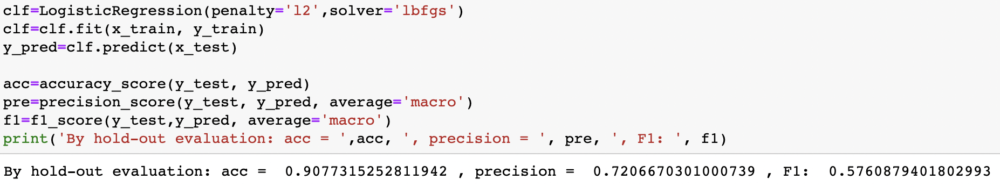 clf=LogisticRegression(penalty='l2',solver='lbfgs')
clf=clf.fit(x_train, y_train)
y_pred=clf.predict(x_test)
acc=accuracy_score(y_test, y_pred)
pre=precision_score(y_test, y_pred, average='macro')
f1=f1_score(y_test,y_pred, average='macro')
print('By hold-out evaluation: acc = ',acc, ', precision = ', pre, ', F1: ', f1)
By hold-out evaluation: acc =  0.9077315252811942 , precision =  0.7206670301000739 , F1:  0.5760879401802993